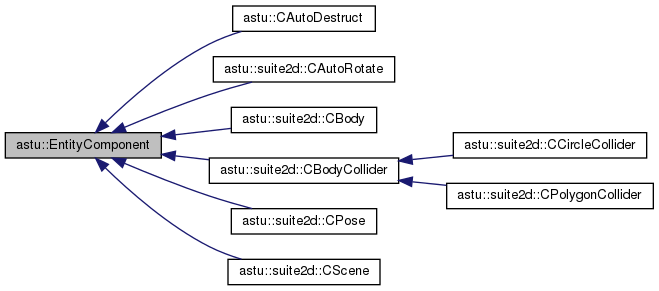 astu::CAutoDestruct
astu::suite2d::CAutoRotate
astu::suite2d::CBody
astu::EntityComponent
astu::suite2d::CBodyCollider
astu::suite2d::CCircleCollider
astu::suite2d::CPolygonCollider
astu::suite2d::CPose
astu::suite2d::CScene